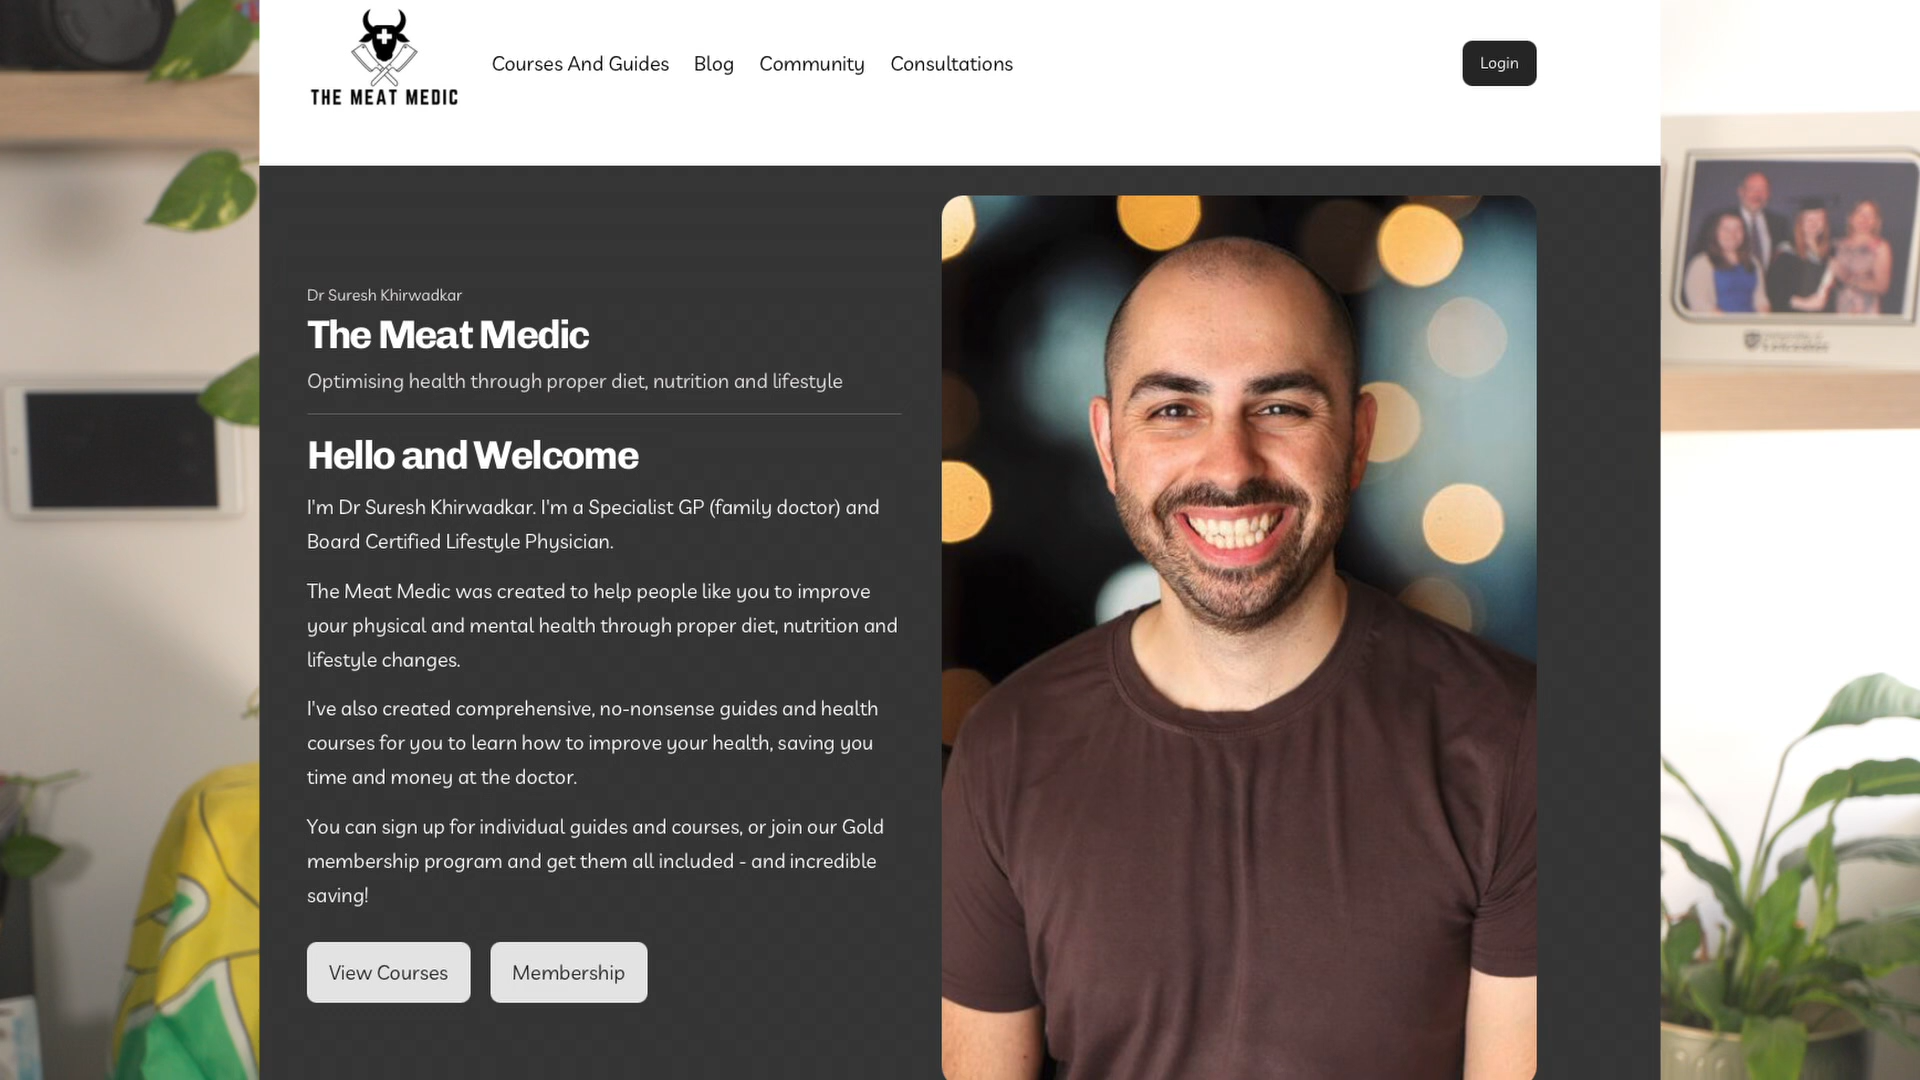 THE MEAT MEDIC
Courses And Guides
Blog
Community
Consultations
Login
Dr Suresh Khirwadkar
The Meat Medic
Optimising health through proper diet, nutrition and lifestyle
Hello and Welcome
I'm Dr Suresh Khirwadkar. I'm a Specialist GP (family doctor) and
Board Certified Lifestyle Physician.
The Meat Medic was created to help people like you to improve
your physical and mental health through proper diet, nutrition and
lifestyle changes.
I've also created comprehensive, no-nonsense guides and health
courses for you to learn how to improve your health, saving you
time and money at the doctor.
You can sign up for individual guides and courses, or join our Gold
membership program and get them all included - and incredible
saving!
View Courses
Membership